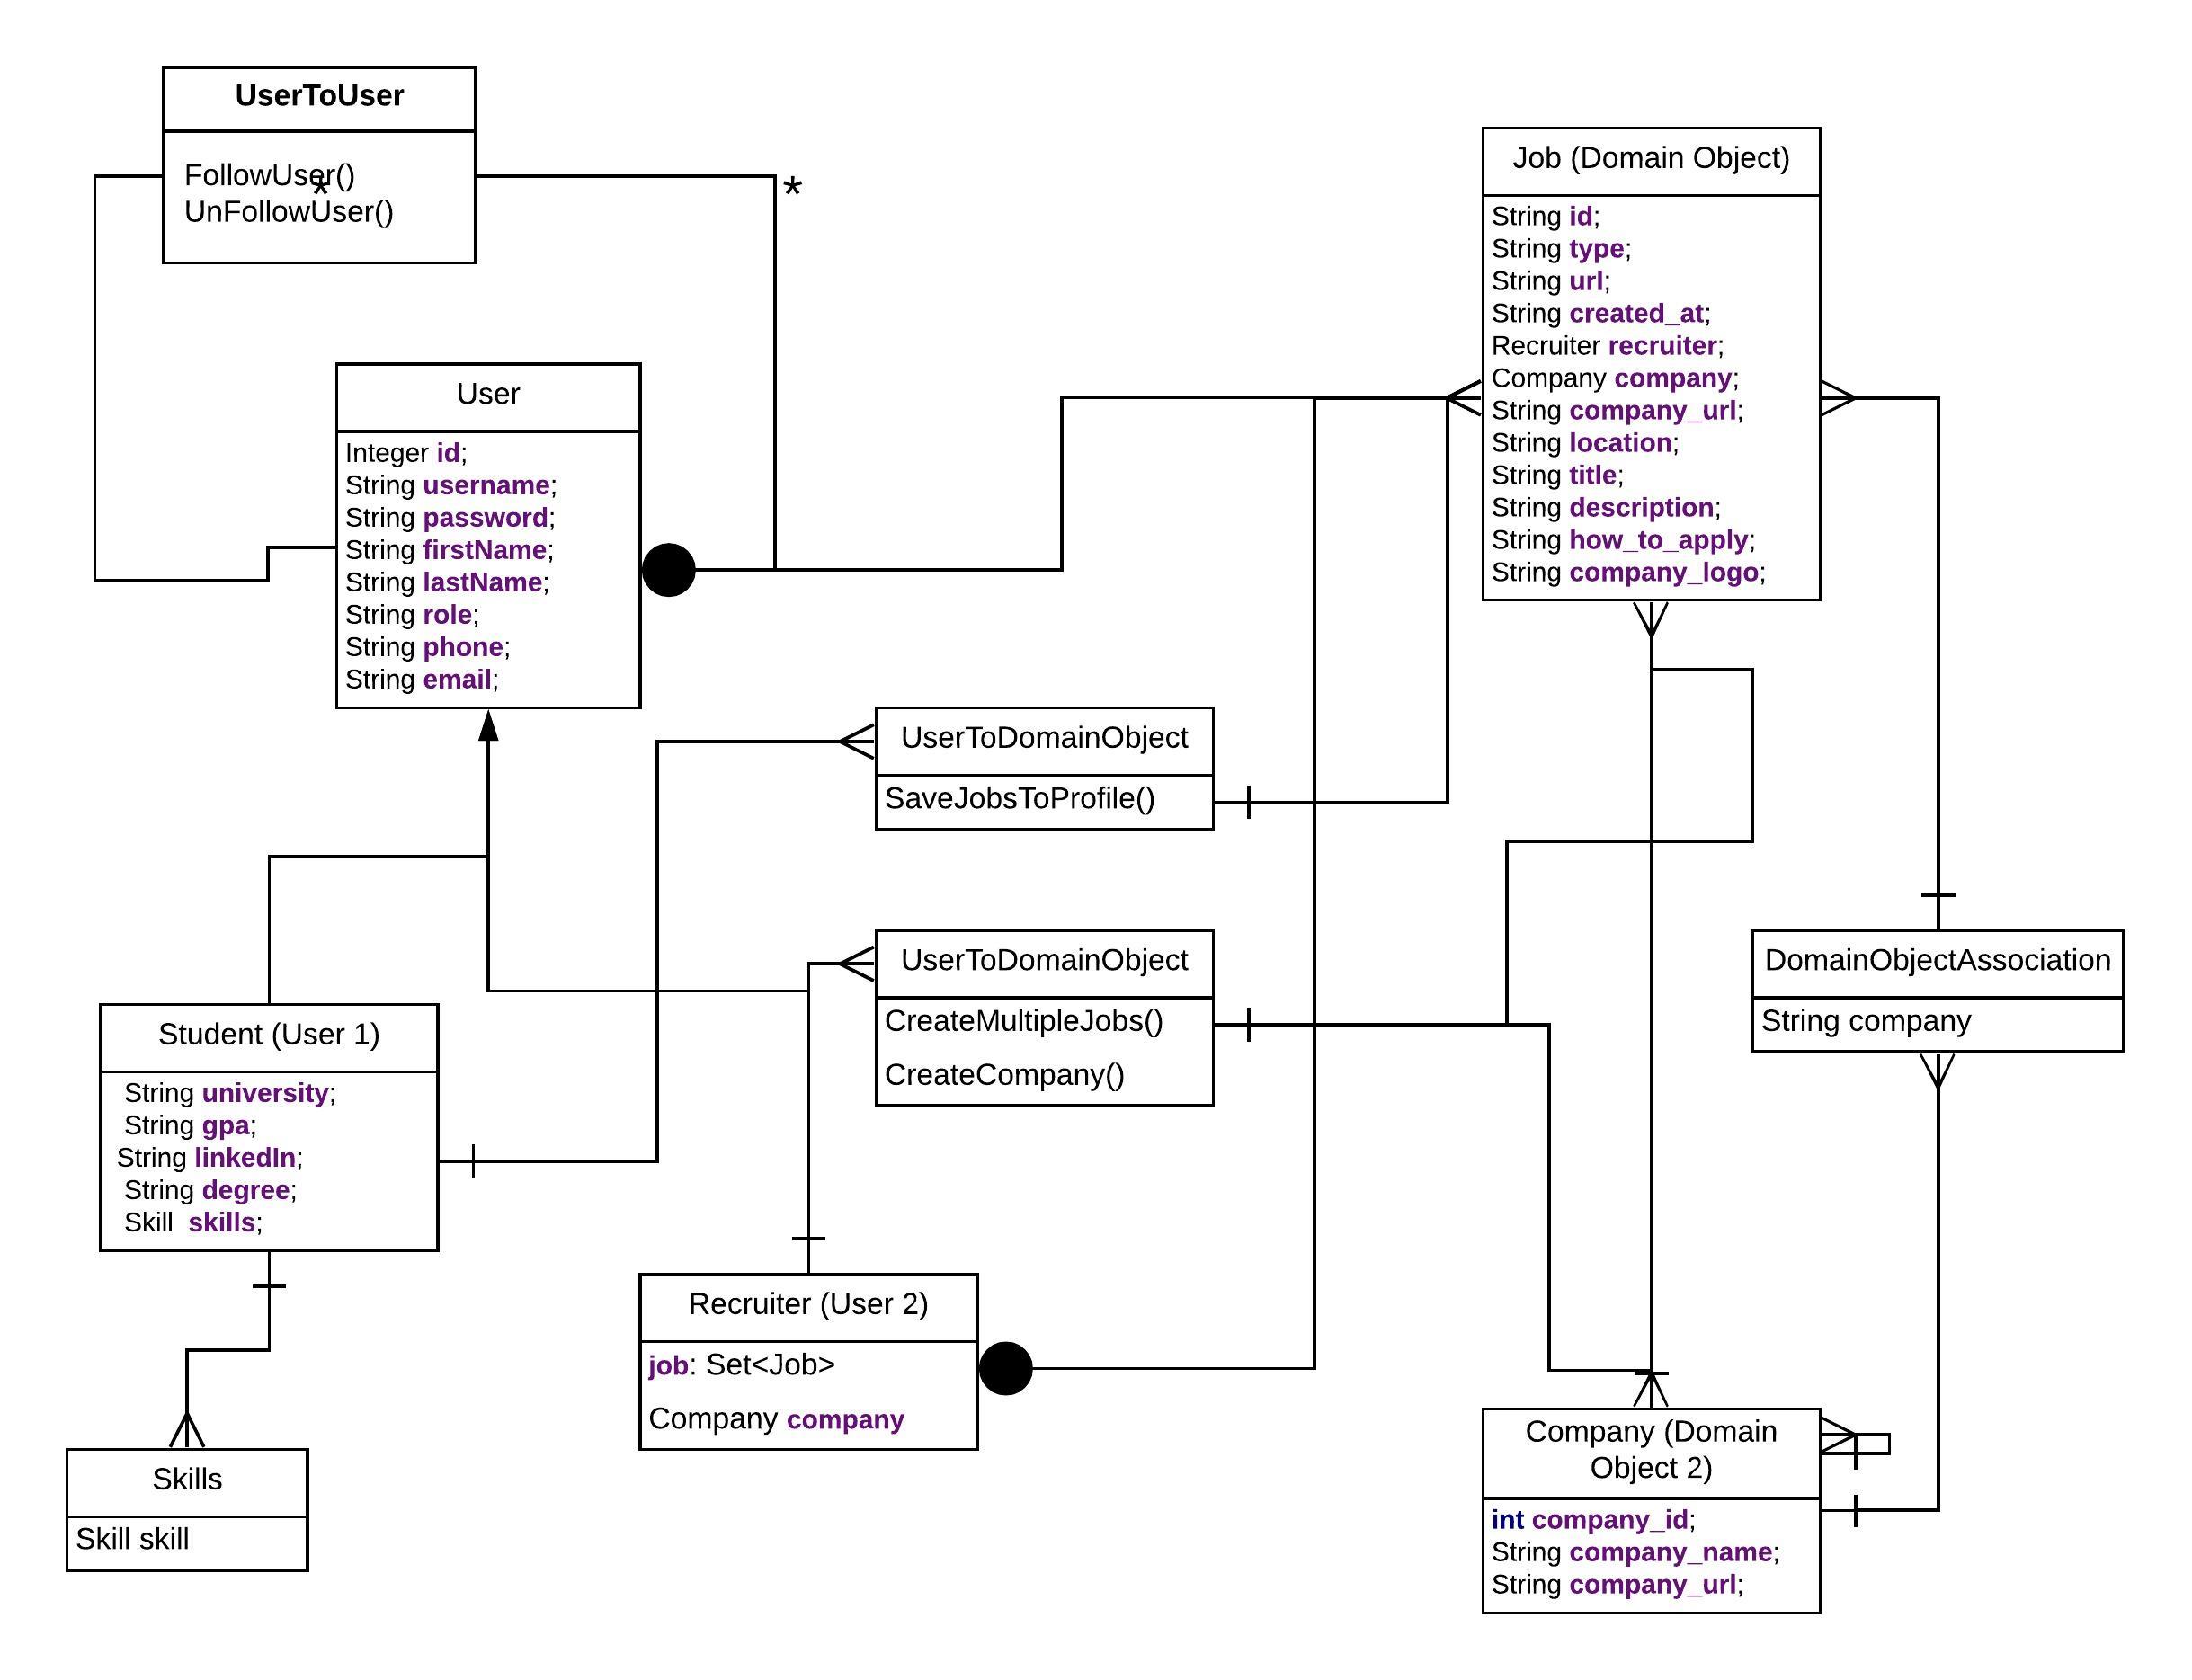 UserToUser
FollowUser()
*
UnFollowUser()
*
User
Integer id;
String username;
String password;
String firstName;
String lastName;
String role;
String phone;
String email;
Job (Domain Object)
String id;
String type;
String url;
String created_at;
Recruiter recruiter;
Company company;
String company_url;
String location;
String title;
String description;
String how_to_apply;
String company_logo;
UserToDomainObject
SaveJobsToProfile()
UserToDomainObject
CreateMultipleJobs()
CreateCompany()
DomainObjectAssociation
String company
Student (User 1)
String university;
String gpa;
String linkedIn;
String degree;
Skill skills;
Recruiter (User 2)
job: Set<Job>
Company company
Skills
Skill skill
Company (Domain
Object 2)
int company_id;
String company_name;
String company_url;